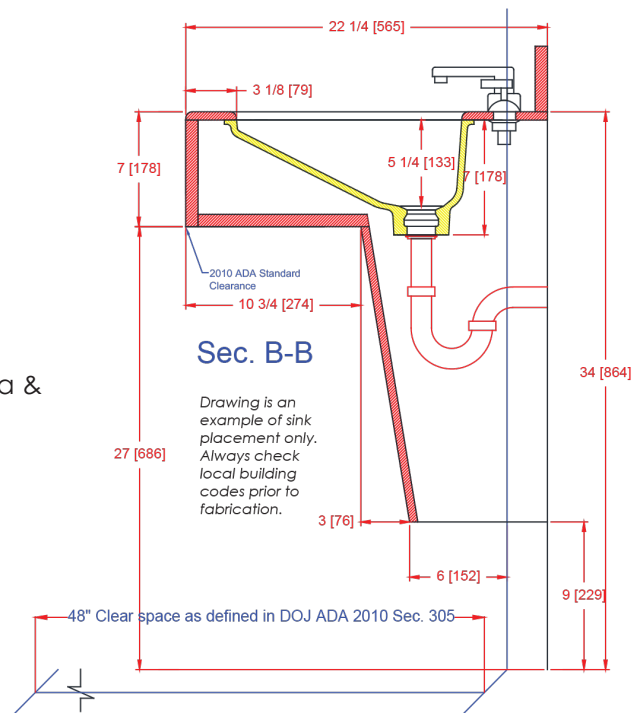 22 1/4 [565]
3 1/8 [79]
7 [178]
5 1/4 [133]
7 [178]
2010 ADA Standard
Clearance
10 3/4 [274]
Sec. B-B
a &
34 [864]
Drawing is an
example of sink
placement only.
Always check
local building
codes prior to
fabrication.
27 [686]
3 [76]
6 [152]
9 [229]
48" Clear space as defined in DOJ ADA 2010 Sec. 305